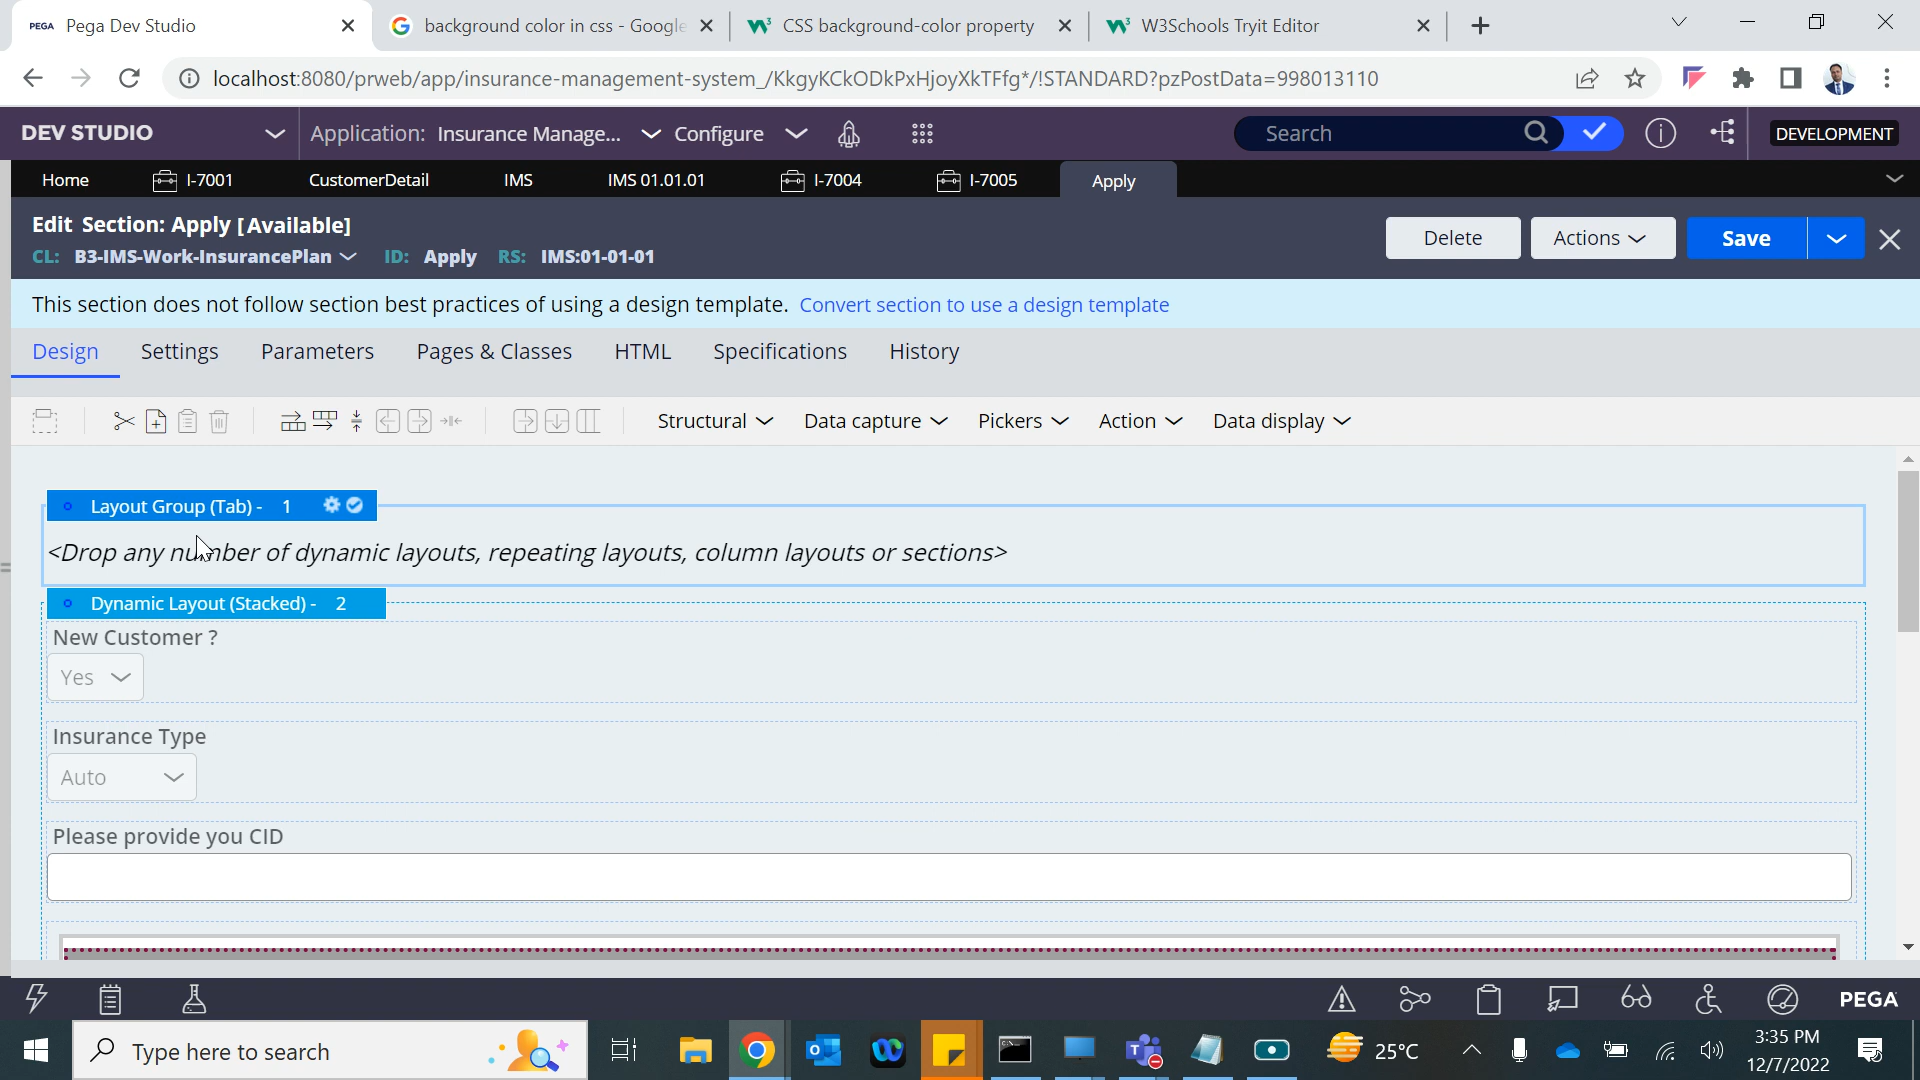 PEGA Pega Dev Studio
background color in css - Google
CSS background-color property
W3Schools Tryit Editor
localhost:8080/prweb/app/insurance-management-system_/KkgyKCkODkPxHjoyXkTFfg*/!STANDARD?pzPostData=998013110
DEV STUDIO
Application: Insurance Manage...
Configure
Search
DEVELOPMENT
Home
I-7001
CustomerDetail
IMS
IMS 01.01.01
I-7004
I-7005
Apply
Edit Section: Apply [Available]
CL: B3-IMS-Work-InsurancePlan ID: Apply RS: IMS:01-01-01
Delete
Actions
Save
This section does not follow section best practices of using a design template. Convert section to use a design template
Design
Settings
Parameters
Pages & Classes
HTML
Specifications
History
Structural
Data capture
Pickers
Action
Data display
Layout Group (Tab) - 1
<Drop any number of dynamic layouts, repeating layouts, column layouts or sections>
Dynamic Layout (Stacked) - 2
New Customer ?
Yes
Insurance Type
Auto
Please provide you CID
PEGA
Type here to search
25°C
3:35 PM
12/7/2022